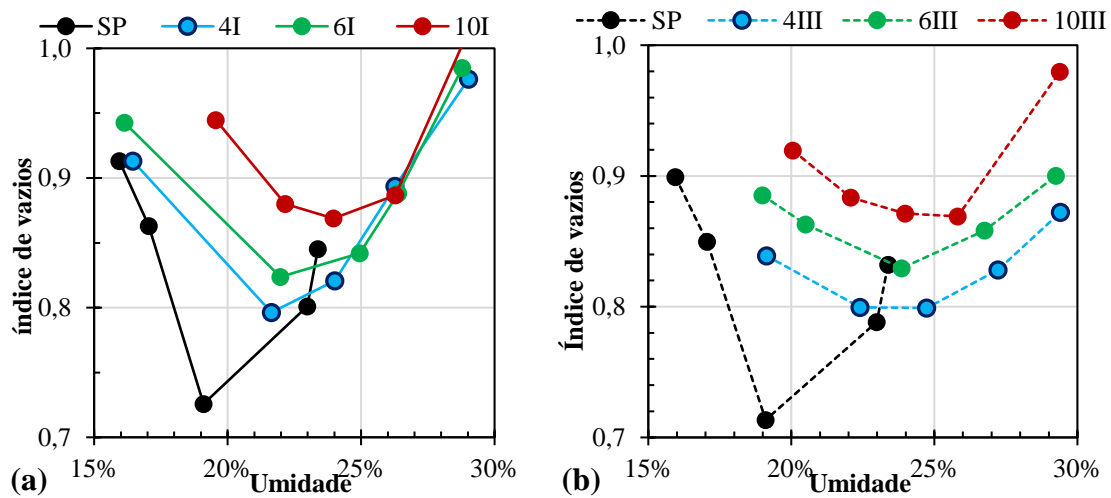 SP 4I 6I 10I
1,0
0,9
0,8
0,7
índice de vazios
15% 20% 25% 30%
Umidade
(a)
SP 4III 6III 10III
1,0
0,9
0,8
0,7
Índice de vazios
15% 20% 25% 30%
Umidade
(b)